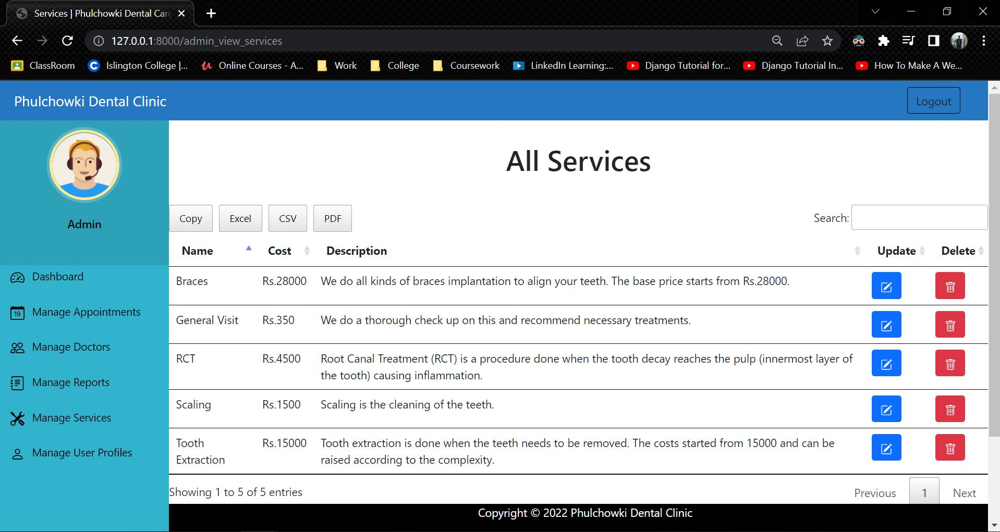 Services | Phulchowki Dental Care
127.0.0.1:8000/admin_view_services
ClassRoom
Islington College |...
Online Courses - A...
Work
College
Coursework
LinkedIn Learning:...
Django Tutorial for...
Django Tutorial In...
How To Make A We...
Phulchowki Dental Clinic
Logout
Admin
Dashboard
19
Manage Appointments
Manage Doctors
Manage Reports
Manage Services
Manage User Profiles
All Services
Copy Excel CSV PDF
Search:
Name Cost Description Update Delete
Braces Rs.28000 We do all kinds of braces implantation to align your teeth. The base price starts from Rs.28000.
General Visit Rs.350 We do a thorough check up on this and recommend necessary treatments.
RCT Rs.4500 Root Canal Treatment (RCT) is a procedure done when the tooth decay reaches the pulp (innermost layer of
the tooth) causing inflammation.
Scaling Rs.1500 Scaling is the cleaning of the teeth.
Tooth Rs.15000 Tooth extraction is done when the teeth needs to be removed. The costs started from 15000 and can be
Extraction raised according to the complexity.
Showing 1 to 5 of 5 entries
Previous 1 Next
Copyright © 2022 Phulchowki Dental Clinic